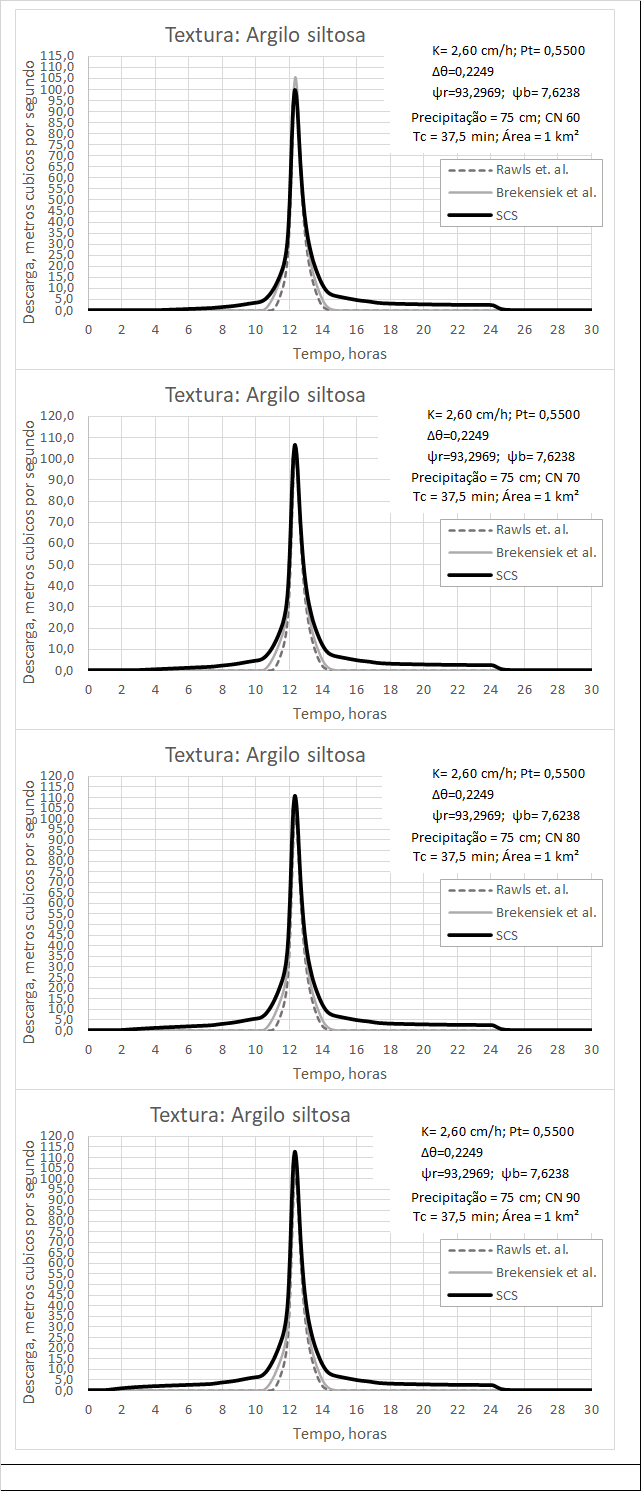 Textura: Argilo siltosa
K= 2,60 cm/h; Pt= 0,5500
Δθ=0,2249
ψr=93,2969; ψb= 7,6238
Precipitação = 75 cm; CN 60
Tc = 37,5 min; Área = 1 km²
Rawls et. al.
Brekensiek et al.
SCS
Descarga, metros cubicos por segundo
115,0
110,0
105,0
100,0
95,0
90,0
85,0
80,0
75,0
70,0
65,0
60,0
55,0
50,0
45,0
40,0
35,0
30,0
25,0
20,0
15,0
10,0
5,0
0,0
0 2 4 6 8 10 12 14 16 18 20 22 24 26 28 30
Tempo, horas
Textura: Argilo siltosa
K= 2,60 cm/h; Pt= 0,5500
Δθ=0,2249
ψr=93,2969; ψb= 7,6238
Precipitação = 75 cm; CN 70
Tc = 37,5 min; Área = 1 km²
Rawls et. al.
Brekensiek et al.
SCS
Descarga, metros cubicos por segundo
120,0
110,0
100,0
90,0
80,0
70,0
60,0
50,0
40,0
30,0
20,0
10,0
0,0
0 2 4 6 8 10 12 14 16 18 20 22 24 26 28 30
Tempo, horas
Textura: Argilo siltosa
K= 2,60 cm/h; Pt= 0,5500
Δθ=0,2249
ψr=93,2969; ψb= 7,6238
Precipitação = 75 cm; CN 80
Tc = 37,5 min; Área = 1 km²
Rawls et. al.
Brekensiek et al.
SCS
Descarga, metros cubicos por segundo
120,0
115,0
110,0
105,0
100,0
95,0
90,0
85,0
80,0
75,0
70,0
65,0
60,0
55,0
50,0
45,0
40,0
35,0
30,0
25,0
20,0
15,0
10,0
5,0
0,0
0 2 4 6 8 10 12 14 16 18 20 22 24 26 28 30
Tempo, horas
Textura: Argilo siltosa
K= 2,60 cm/h; Pt= 0,5500
Δθ=0,2249
ψr=93,2969; ψb= 7,6238
Precipitação = 75 cm; CN 90
Tc = 37,5 min; Área = 1 km²
Rawls et. al.
Brekensiek et al.
SCS
Descarga, metros cubicos por segundo
120,0
115,0
110,0
105,0
100,0
95,0
90,0
85,0
80,0
75,0
70,0
65,0
60,0
55,0
50,0
45,0
40,0
35,0
30,0
25,0
20,0
15,0
10,0
5,0
0,0
0 2 4 6 8 10 12 14 16 18 20 22 24 26 28 30
Tempo, horas